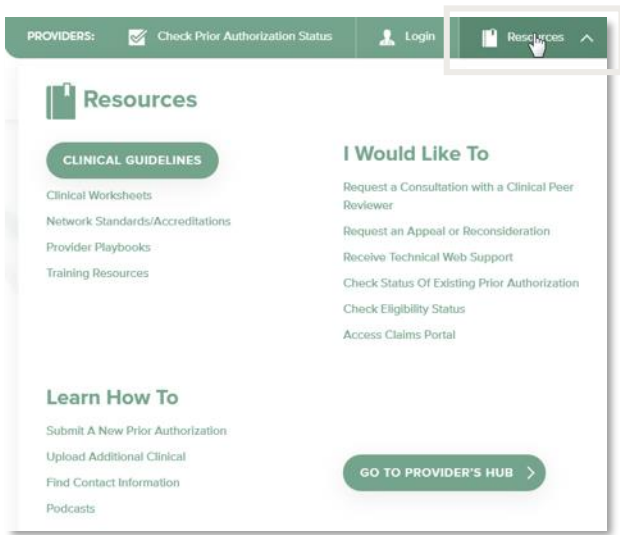 PROVIDERS: Check Prior Authorization Status Login Resources
Resources
CLINICAL GUIDELINES
Clinical Worksheets
Network Standards/Accreditations
Provider Playbooks
Training Resources
I Would Like To
Request a Consultation with a Clinical Peer
Reviewer
Request an Appeal or Reconsideration
Receive Technical Web Support
Check Status Of Existing Prior Authorization
Check Eligibility Status
Access Claims Portal
Learn How To
Submit A New Prior Authorization
Upload Additional Clinical
Find Contact Information
Podcasts
GO TO PROVIDER'S HUB